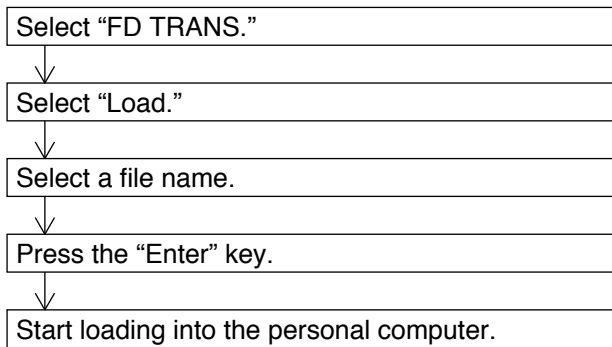 Select “FD TRANS.”
Select “Load.”
Select a file name.
Press the “Enter” key.
Start loading into the personal computer.